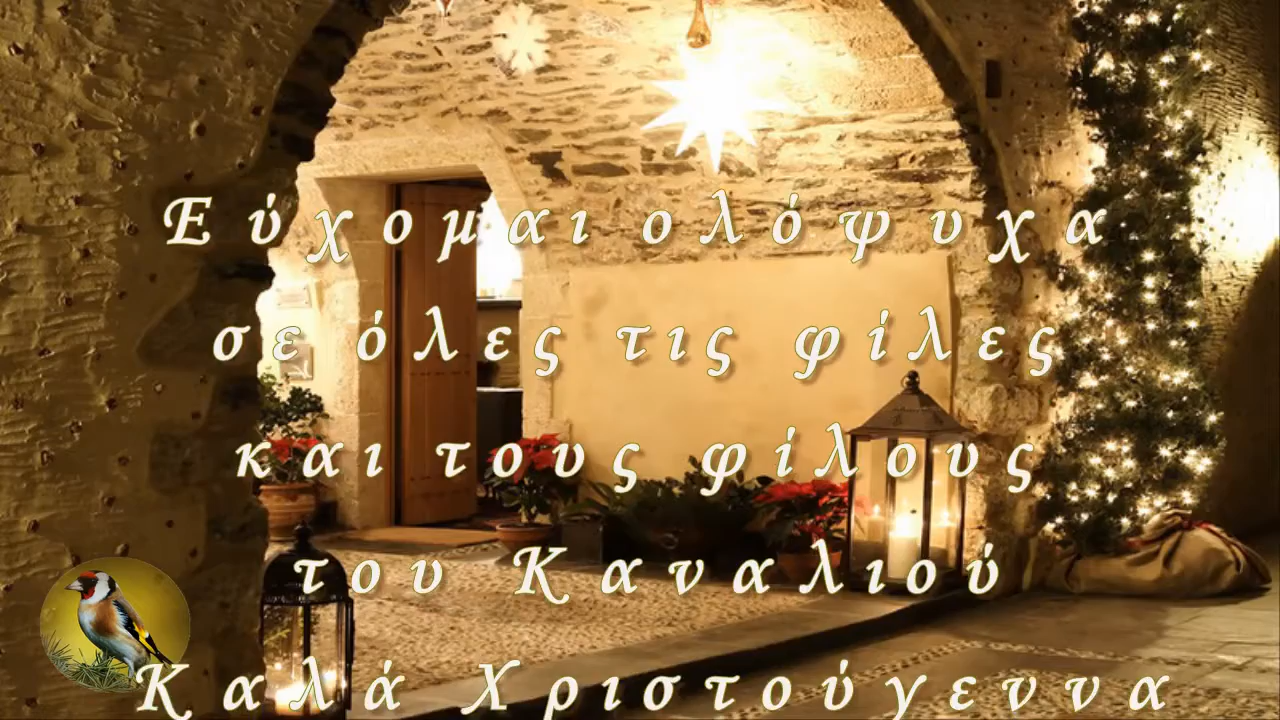 Εύχομαι ολόψυχα
σε όλες τις φίλες
και τους φίλους
του Καναλιού
Καλά Χριστούγεννα